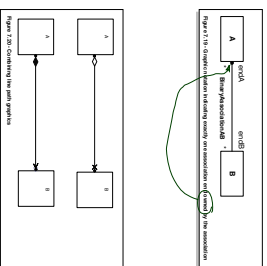 A
endA
endB
B
*
BinaryAssociationAB
*
Figure 7.19 - Graphic notation indicating exactly one association end owned by the association
A
B
A
B
Figure 7.20 - Combining line path graphics